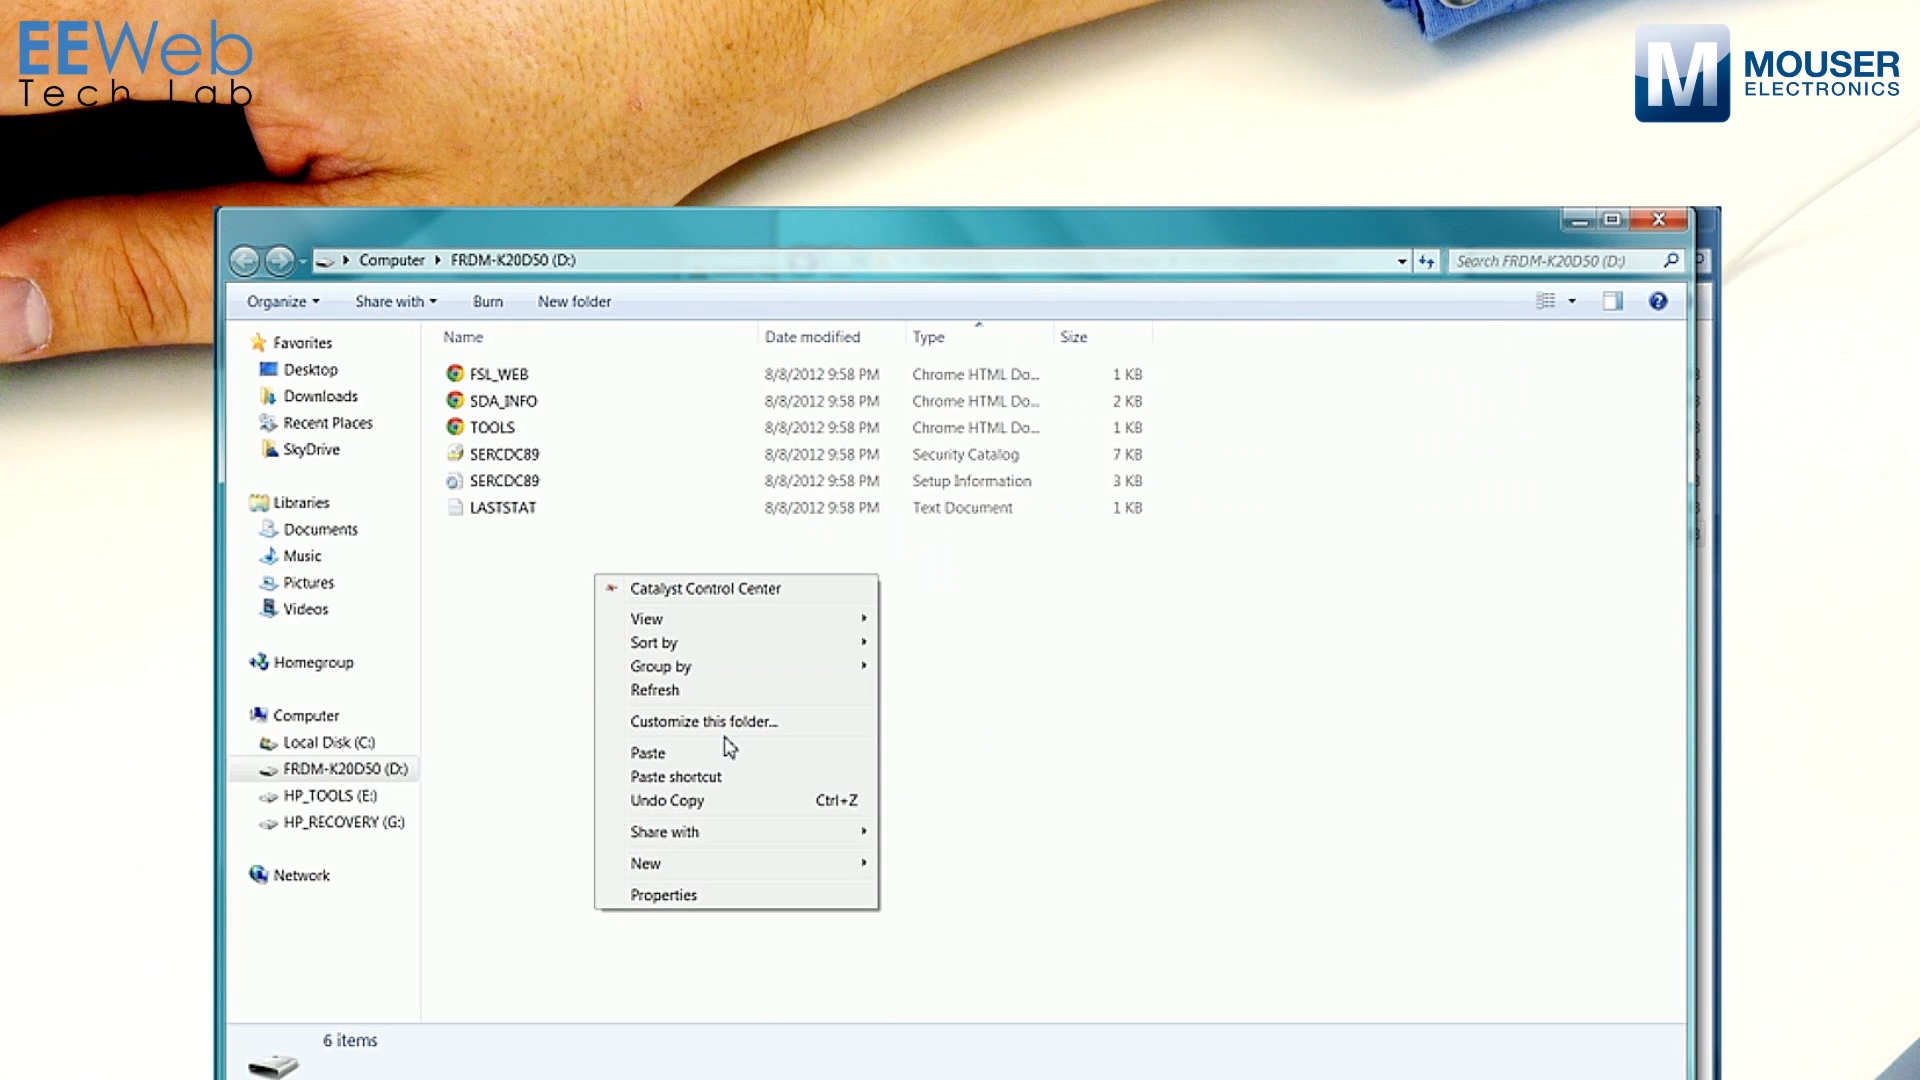 EEWeb
Tech Lab
MOUSER
ELECTRONICS
Computer FRDM-K20D50 (D:)
Search FRDM-K20D50 (D:)
Organize Share with Burn New folder
Name Date modified Type Size
FSL_WEB 8/8/2012 9:58 PM Chrome HTML Do... 1 KB
SDA_INFO 8/8/2012 9:58 PM Chrome HTML Do... 2 KB
TOOLS 8/8/2012 9:58 PM Chrome HTML Do... 1 KB
SERCDC89 8/8/2012 9:58 PM Security Catalog 7 KB
SERCDC89 8/8/2012 9:58 PM Setup Information 3 KB
LASTSTAT 8/8/2012 9:58 PM Text Document 1 KB
Favorites
Desktop
Downloads
Recent Places
SkyDrive
Libraries
Documents
Music
Pictures
Videos
Homegroup
Computer
Local Disk (C:)
FRDM-K20D50 (D:)
HP_TOOLS (E:)
HP_RECOVERY (G:)
Network
Catalyst Control Center
View
Sort by
Group by
Refresh
Customize this folder...
Paste
Paste shortcut
Undo Copy Ctrl+Z
Share with
New
Properties
6 items